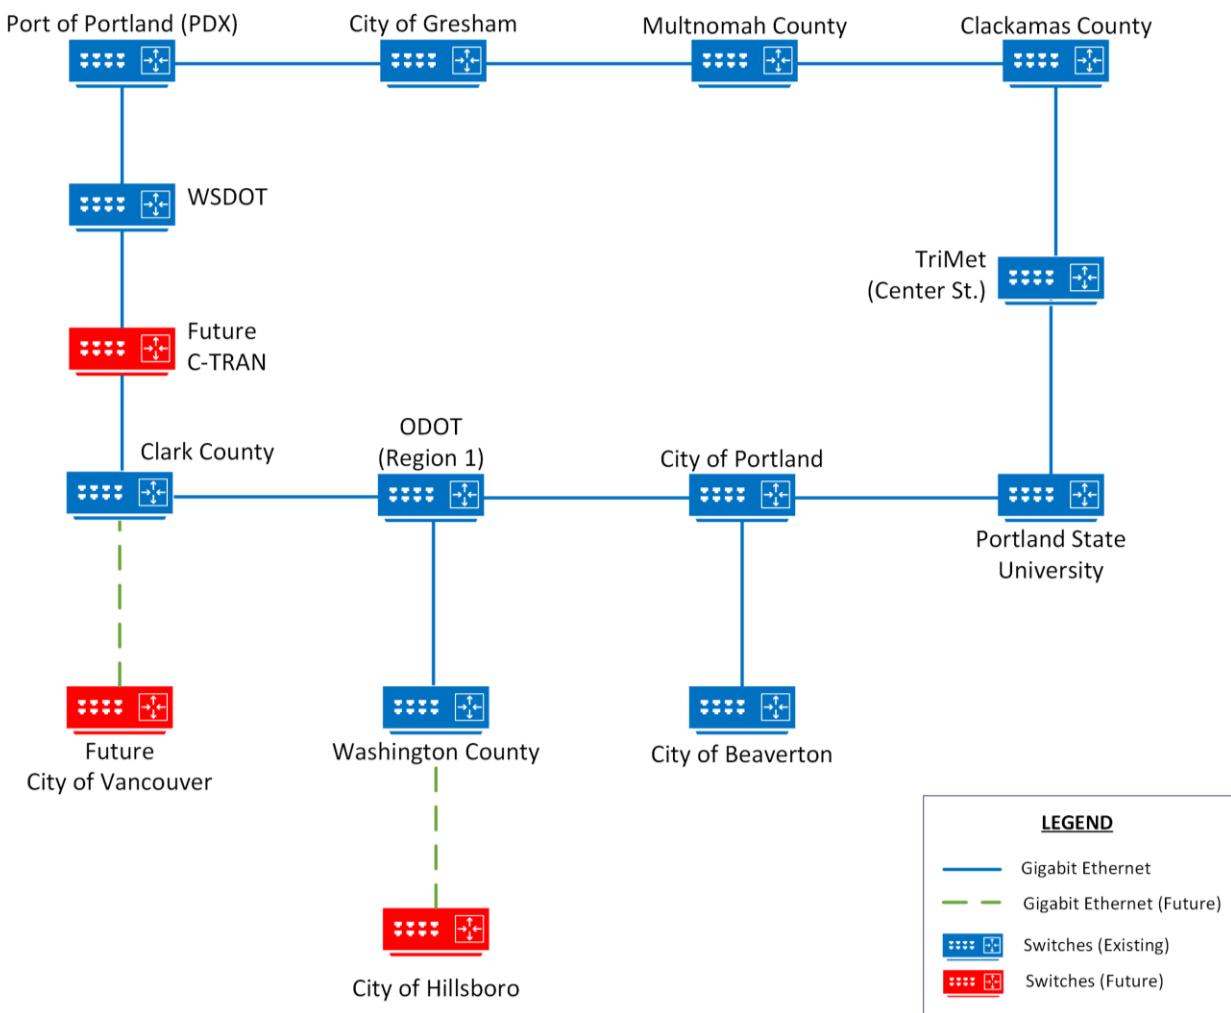 Port of Portland (PDX)
City of Gresham
Multnomah County
Clackamas County
WSDOT
TriMet
(Center St.)
Future
C-TRAN
Clark County
ODOT
(Region 1)
City of Portland
Portland State
University
Future
City of Vancouver
Washington County
City of Beaverton
City of Hillsboro
LEGEND
Gigabit Ethernet
Gigabit Ethernet (Future)
Switches (Existing)
Switches (Future)